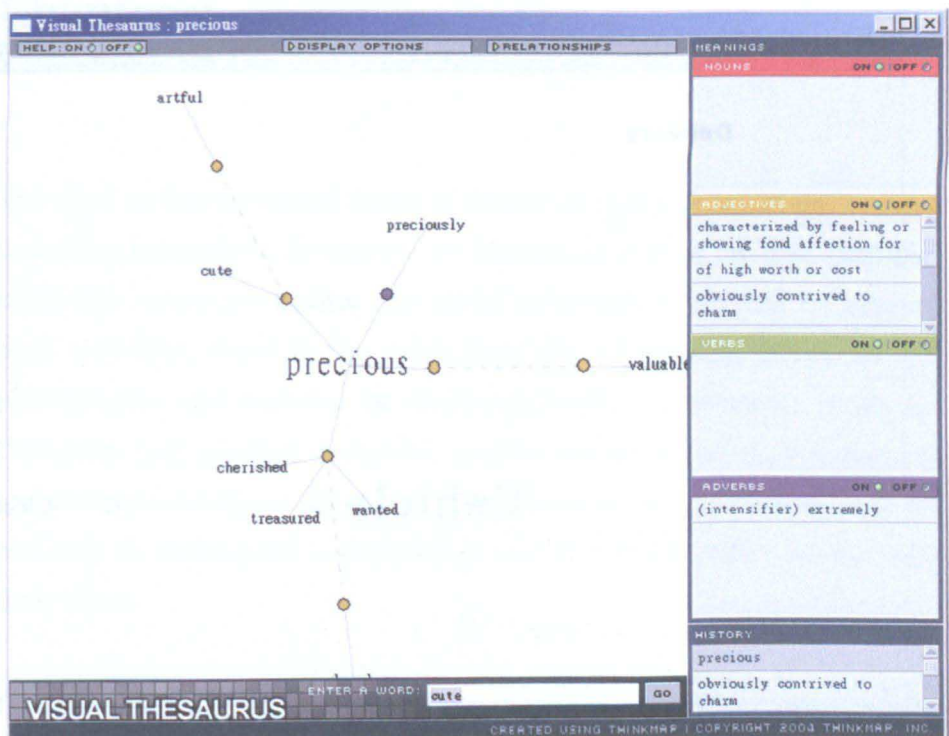 Visual Thesaurus : precious
HELP: ON OFF
DISPLAY OPTIONS
RELATIONSHIPS
MEANINGS
NOUNS ON | OFF
artful
preciously
cute
precious
valuable
cherished
treasured
wanted
ADJECTIVES ON | OFF
characterized by feeling or
showing fond affection for
of high worth or cost
obviously contrived to
charm
VERBS ON | OFF
ADVERBS ON | OFF
(intensifier) extremely
HISTORY
precious
obviously contrived to
charm
VISUAL THESAURUS
ENTER A WORD: cute GO
CREATED USING THINKMAP | COPYRIGHT 2004 THINKMAP, INC.